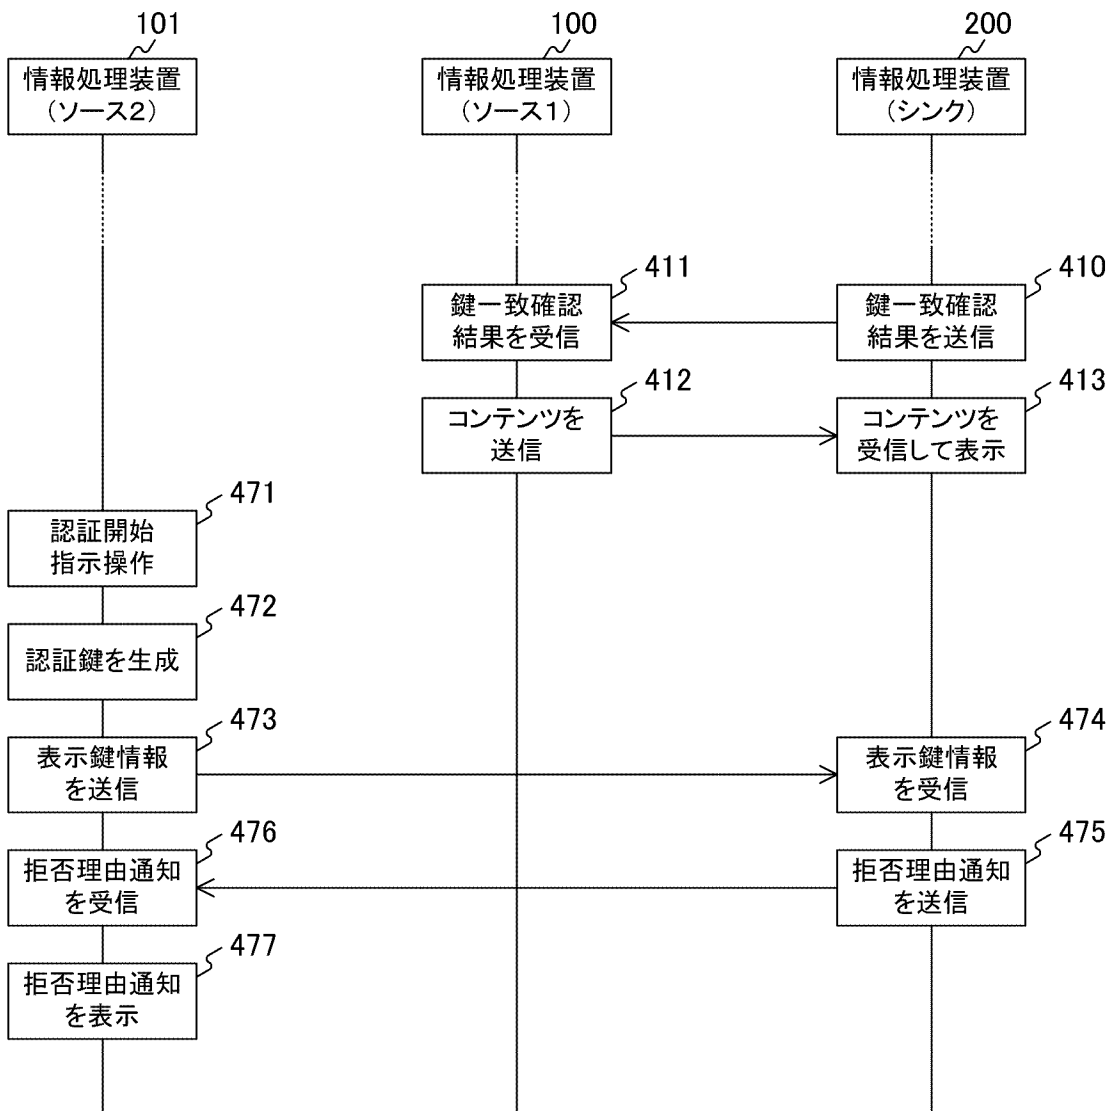 101
100
200
情報処理装置
(ソース2)
情報処理装置
(ソース1)
情報処理装置
(シンク)
411
410
鍵一致確認
結果を受信
鍵一致確認
結果を送信
412
413
コンテンツを
送信
コンテンツを
受信して表示
471
認証開始
指示操作
472
認証鍵を生成
473
474
表示鍵情報
を送信
表示鍵情報
を受信
476
475
拒否理由通知
を受信
拒否理由通知
を送信
477
拒否理由通知
を表示